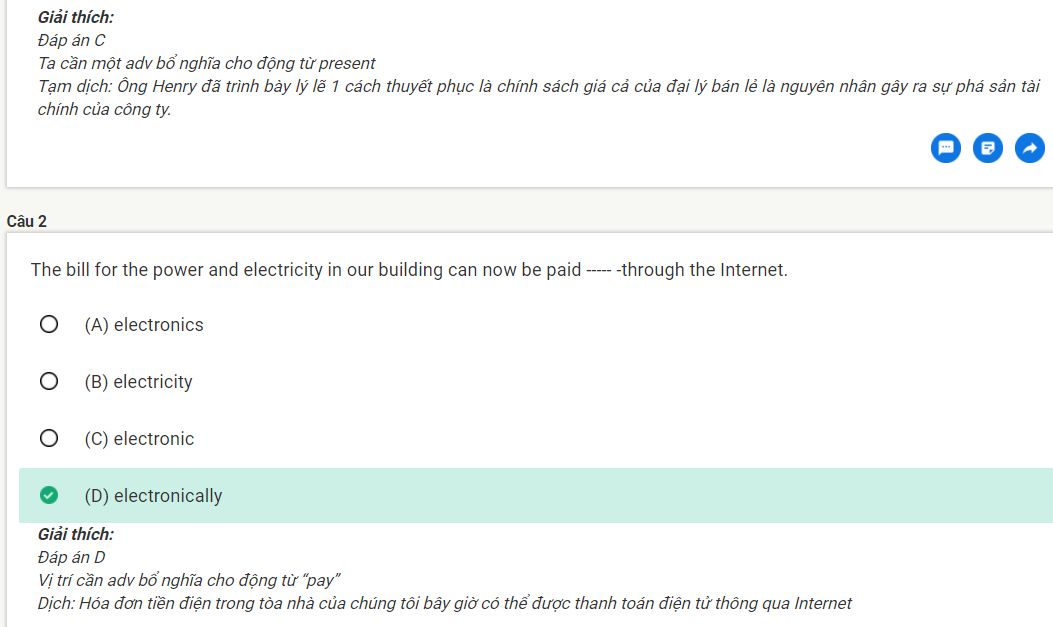 Giải thích:
Đáp án C
Ta cần một adv bổ nghĩa cho động từ present
Tạm dịch: Ông Henry đã trình bày lý lẽ 1 cách thuyết phục là chính sách giá cả của đại lý bán lẻ là nguyên nhân gây ra sự phá sản tài
chính của công ty.
Câu 2
The bill for the power and electricity in our building can now be paid ----- -through the Internet.
(A) electronics
(B) electricity
(C) electronic
(D) electronically
Giải thích:
Đáp án D
Vị trí cần adv bổ nghĩa cho động từ “pay”
Dịch: Hóa đơn tiền điện trong tòa nhà của chúng tôi bây giờ có thể được thanh toán điện tử thông qua Internet